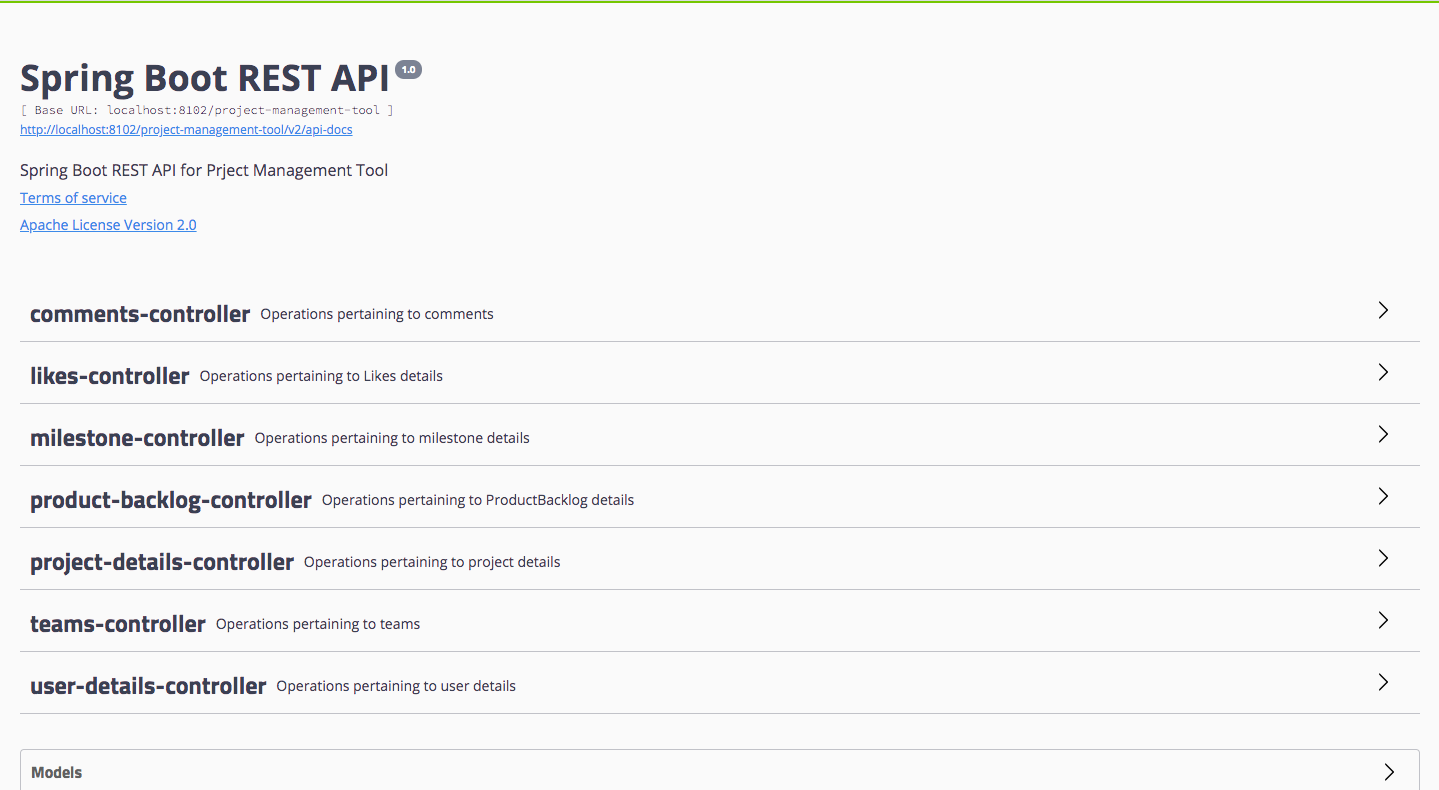 Spring Boot REST API 1.0
[ Base URL: localhost:8102/project-management-tool ]
http://localhost:8102/project-management-tool/v2/api-docs
Spring Boot REST API for Prject Management Tool
Terms of service
Apache License Version 2.0
comments-controller Operations pertaining to comments
likes-controller Operations pertaining to Likes details
milestone-controller Operations pertaining to milestone details
product-backlog-controller Operations pertaining to ProductBacklog details
project-details-controller Operations pertaining to project details
teams-controller Operations pertaining to teams
user-details-controller Operations pertaining to user details
Models